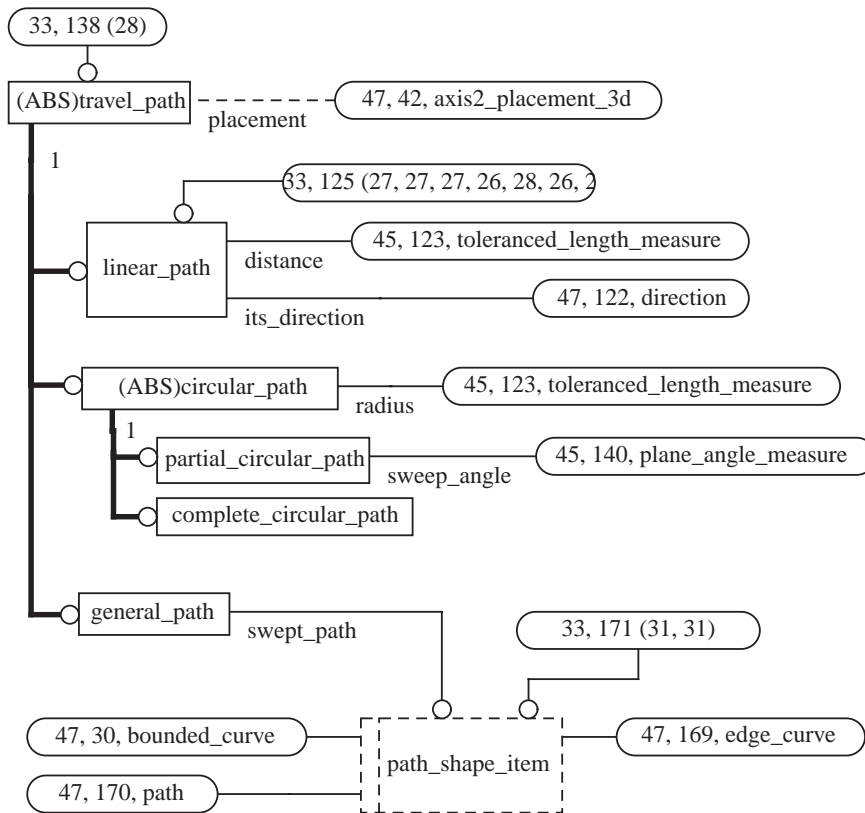 33, 138 (28)
(ABS)travel_path
placement
47, 42, axis2_placement_3d
1
33, 125 (27, 27, 27, 26, 28, 26, 2
linear_path
distance
45, 123, toleranced_length_measure
its_direction
47, 122, direction
(ABS)circular_path
radius
45, 123, toleranced_length_measure
1
partial_circular_path
sweep_angle
45, 140, plane_angle_measure
complete_circular_path
general_path
swept_path
33, 171 (31, 31)
47, 30, bounded_curve
path_shape_item
47, 169, edge_curve
47, 170, path